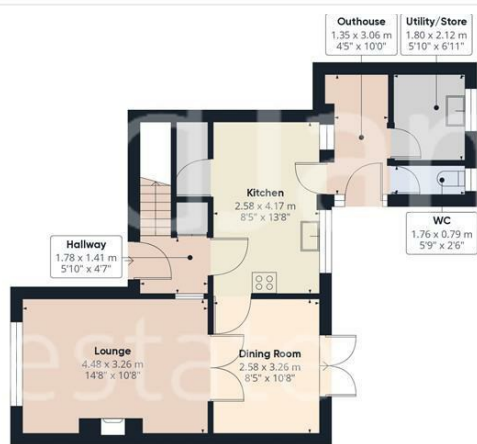 Outhouse
1.35 x 3.06 m
4'5" x 10'0"
Utility/Store
1.80 x 2.12 m
5'10" x 6'11"
Kitchen
2.58 x 4.17 m
8'5" x 13'8"
WC
1.76 x 0.79 m
5'9" x 2'6"
Hallway
1.78 x 1.41 m
5'10" x 4'7"
Lounge
4.48 x 3.26 m
14'8" x 10'8"
Dining Room
2.58 x 3.26 m
8'5" x 10'8"
estate